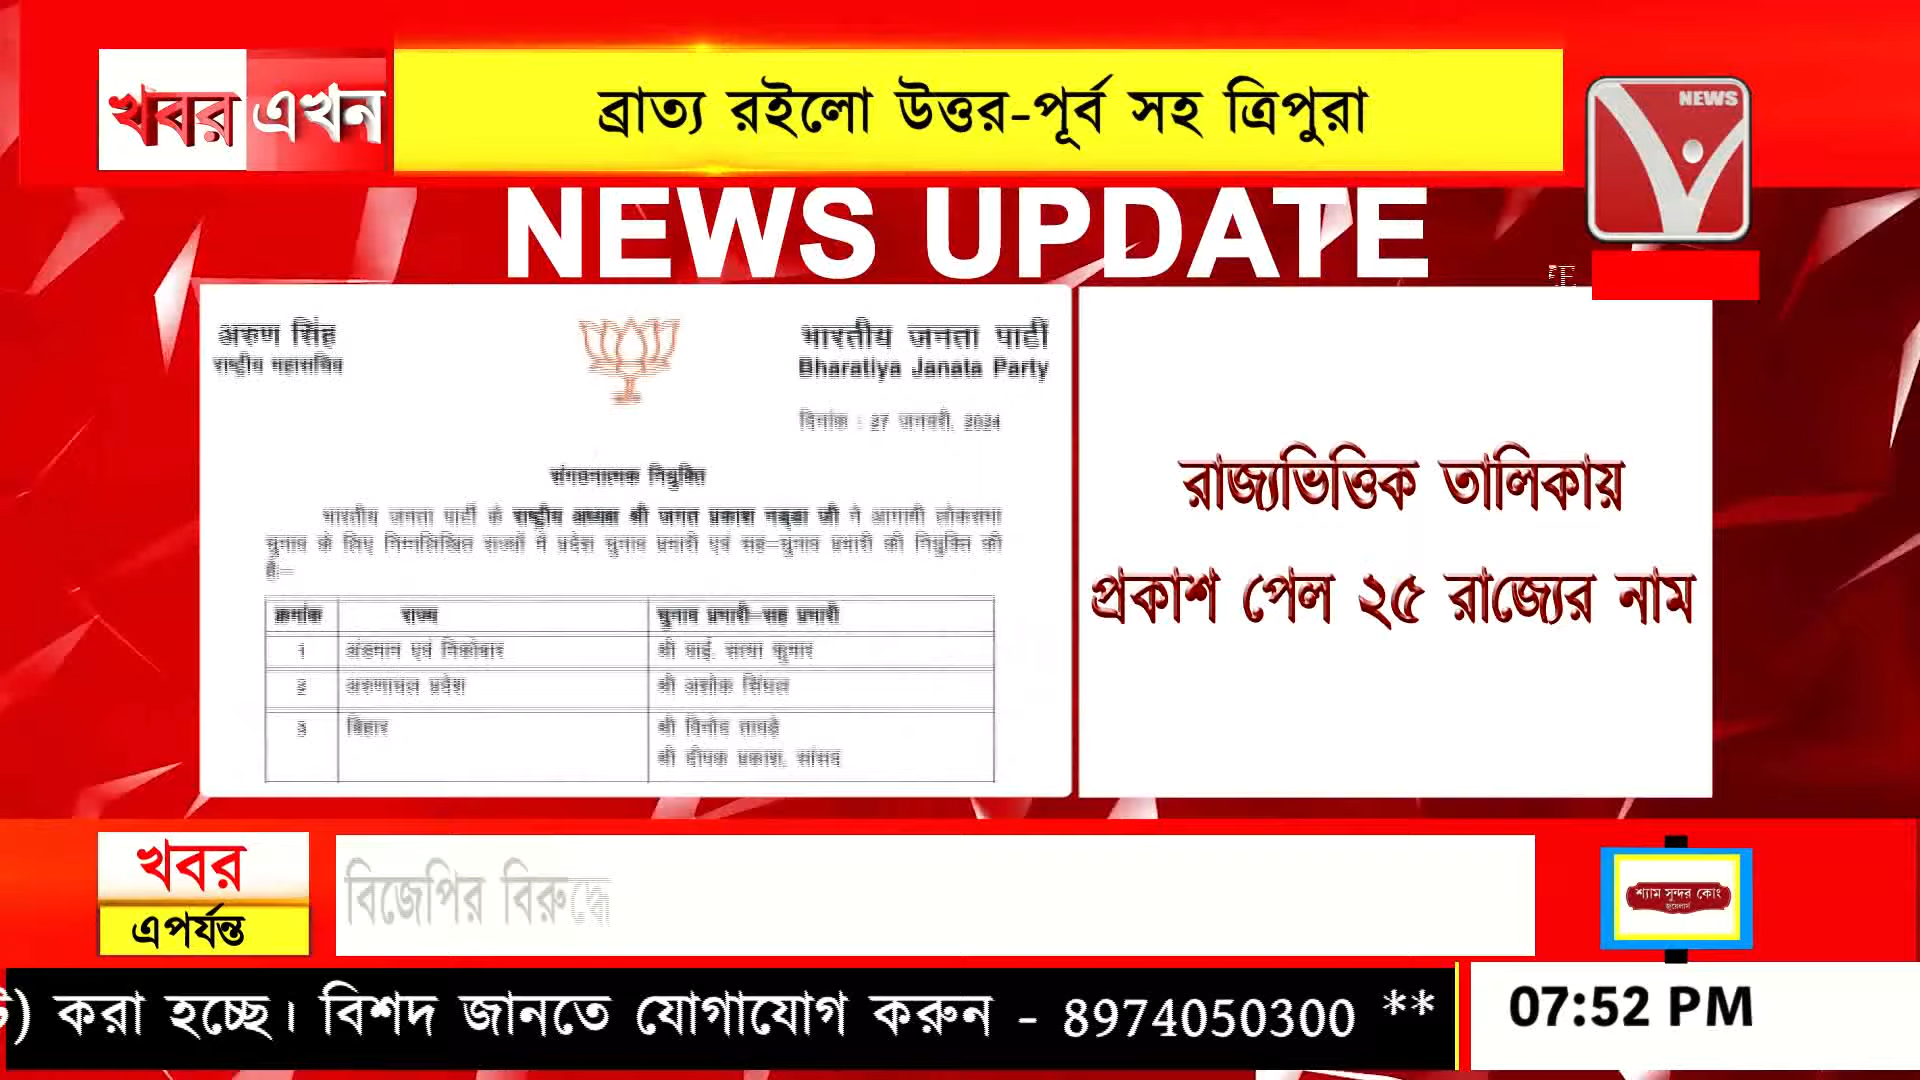 খবর এখন
ব্রাত্য রইলো উত্তর-পূর্ব সহ ত্রিপুরা
NEWS
NEWS UPDATE
अरुण सिंह
राष्ट्रीय महासचिव
भारतीय जनता पार्टी
Bharatiya Janata Party
दिनांक : 27 जनवरी, 2024
संगठनात्मक नियुक्ति
भारतीय जनता पार्टी के राष्ट्रीय अध्यक्ष श्री जगत प्रकाश नड्डा जी ने आगामी लोकसभा
चुनाव के लिए निम्नलिखित राज्यों में प्रदेश चुनाव प्रभारी एवं सह-चुनाव प्रभारी की नियुक्ति की
है-
क्रमांक राज्य चुनाव प्रभारी-सह प्रभारी
1 अंडमान एवं निकोबार श्री वाई. सत्या कुमार
2 अरुणाचल प्रदेश श्री अशोक सिंघल
3 बिहार श्री विनोद तावड़े
श्री दीपक प्रकाश, सांसद
রাজ্যভিত্তিক তালিকায়
প্রকাশ পেল ২৫ রাজ্যের নাম
খবর
এপর্যন্ত
বিজেপির বিরুদ্ধে
শ্যাম সুন্দর কোং
জুয়েলার্স
) করা হচ্ছে। বিশদ জানতে যোগাযোগ করুন - 8974050300 **
07:52 PM